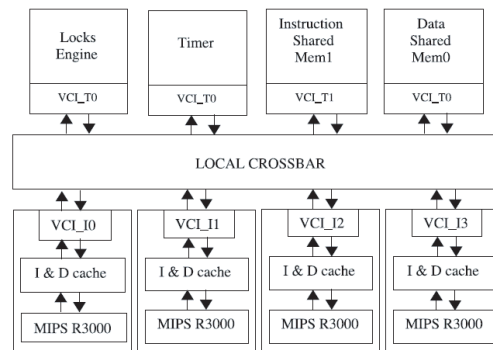 Locks
Engine
Timer
Instruction
Shared
Mem1
Data
Shared
Mem0
VCI_T0
VCI_T0
VCI_T1
VCI_T0
LOCAL CROSSBAR
VCI_I0
VCI_I1
VCI_I2
VCI_I3
I & D cache
I & D cache
I & D cache
I & D cache
MIPS R3000
MIPS R3000
MIPS R3000
MIPS R3000